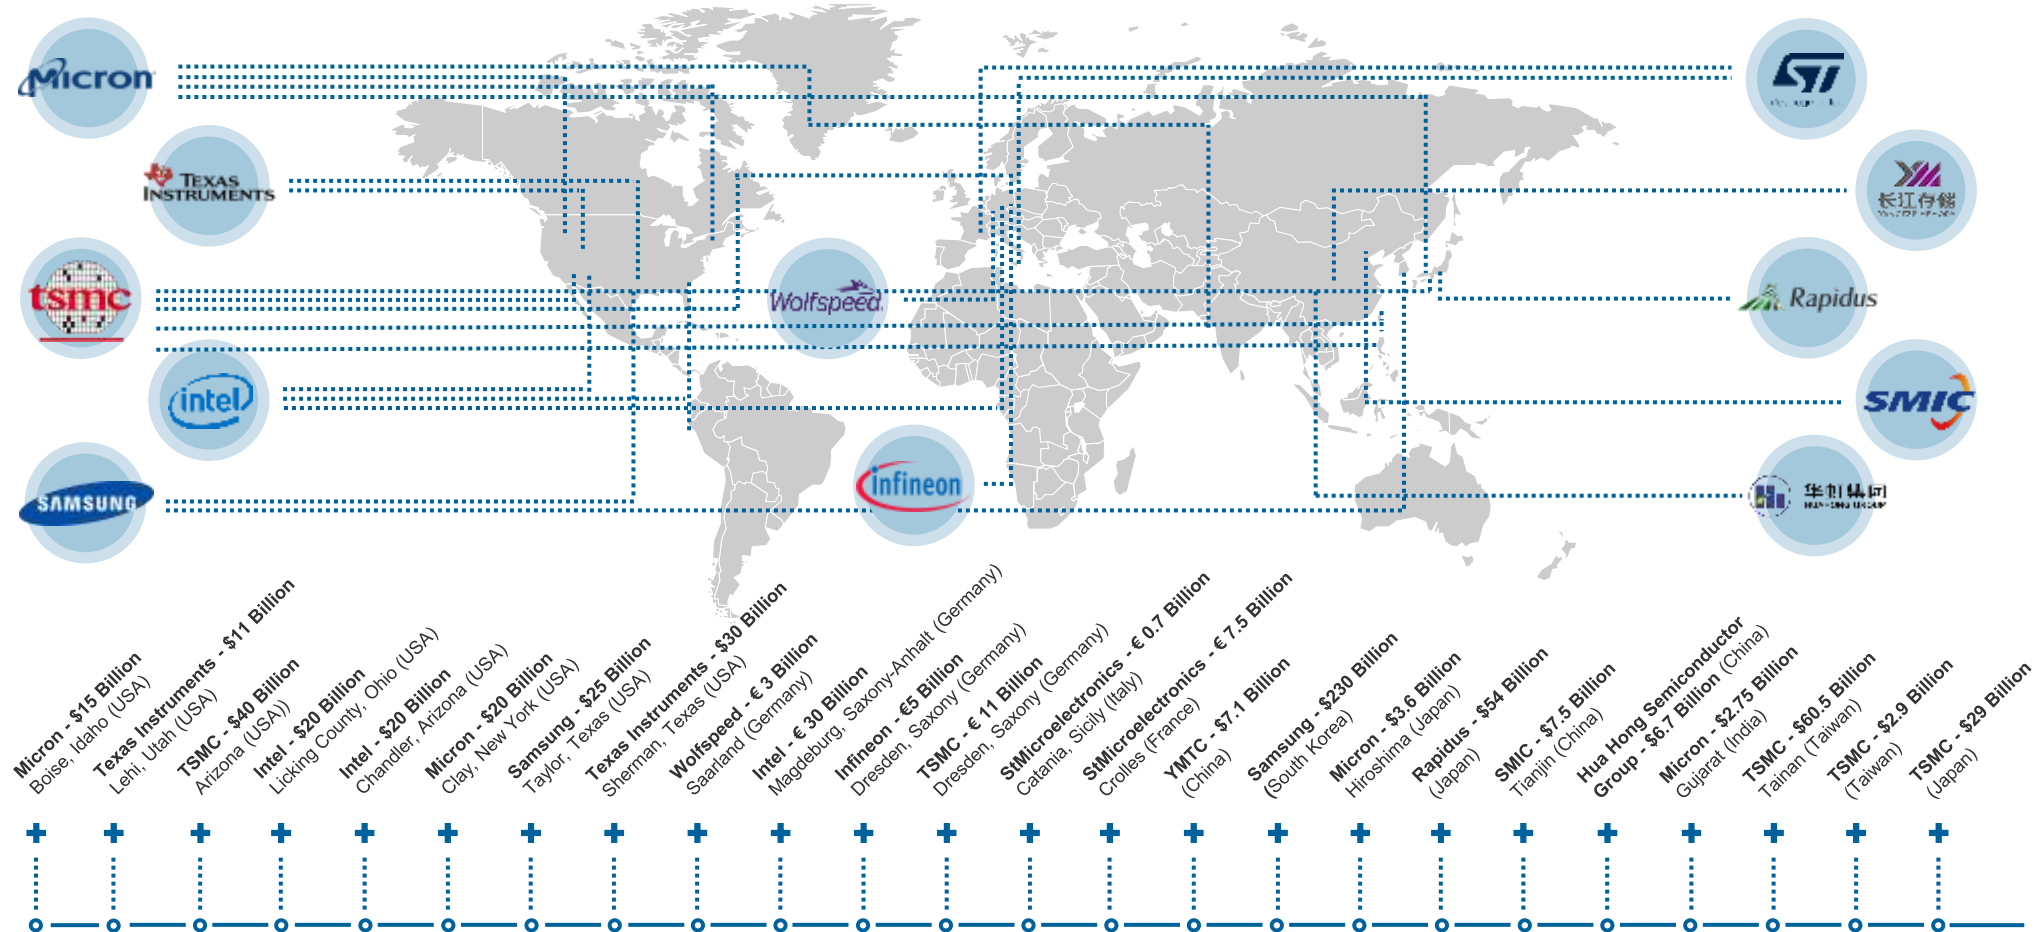 Micron
TEXAS
INSTRUMENTS
tsmc
intel
SAMSUNG
Wolfspeed
infineon
ST
长江存储
Rapidus
SMIC
华虹集团
HUA HONG GROUP
Micron - $15 Billion
Boise, Idaho (USA)
Texas Instruments - $11 Billion
Lehi, Utah (USA)
TSMC - $40 Billion
Arizona (USA))
Intel - $20 Billion
Licking County, Ohio (USA)
Intel - $20 Billion
Chandler, Arizona (USA)
Micron - $20 Billion
Clay, New York (USA)
Samsung - $25 Billion
Taylor, Texas (USA)
Texas Instruments - $30 Billion
Sherman, Texas (USA)
Wolfspeed - € 3 Billion
Saarland (Germany)
Intel - € 30 Billion
Magdeburg, Saxony-Anhalt (Germany)
Infineon - €5 Billion
Dresden, Saxony (Germany)
TSMC - € 11 Billion
Dresden, Saxony (Germany)
StMicroelectronics - € 0.7 Billion
Catania, Sicily (Italy)
StMicroelectronics - € 7.5 Billion
Crolles (France)
YMTC - $7.1 Billion
(China)
Samsung - $230 Billion
(South Korea)
Micron - $3.6 Billion
Hiroshima (Japan)
Rapidus - $54 Billion
(Japan)
SMIC - $7.5 Billion
Tianjin (China)
Hua Hong Semiconductor
Group - $6.7 Billion (China)
Micron - $2.75 Billion
Gujarat (India)
TSMC - $60.5 Billion
Tainan (Taiwan)
TSMC - $2.9 Billion
(Taiwan)
TSMC - $29 Billion
(Japan)